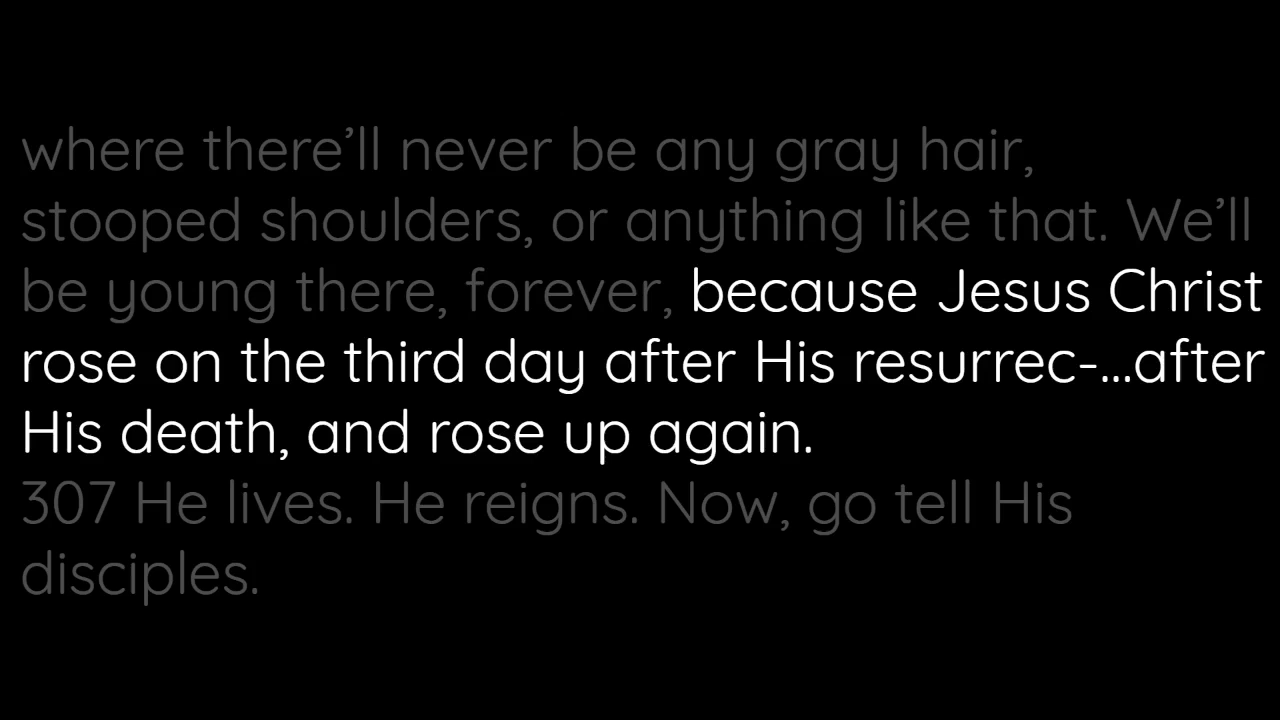 where there’ll never be any gray hair,
stooped shoulders, or anything like that. We’ll
be young there, forever, because Jesus Christ
rose on the third day after His resurrec-...after
His death, and rose up again.
307 He lives. He reigns. Now, go tell His
disciples.